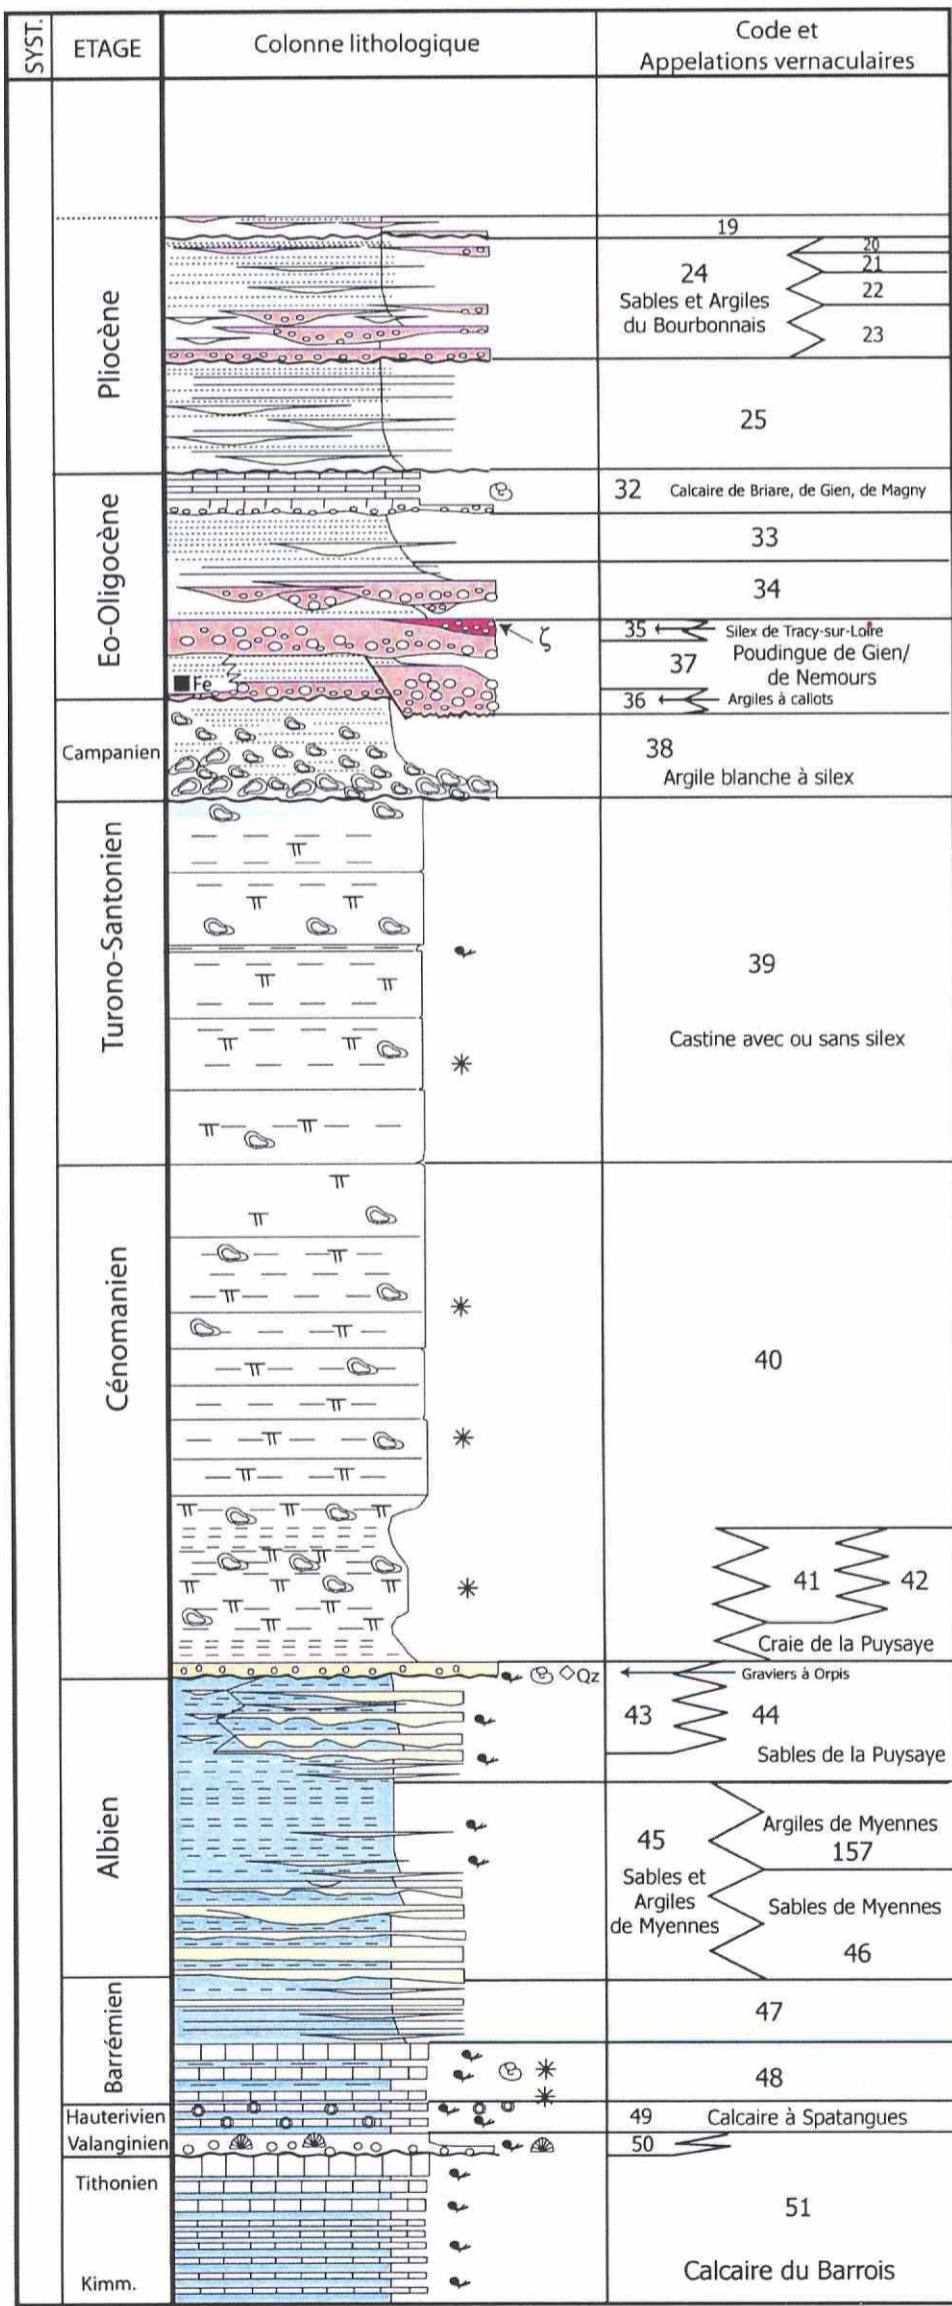 SYST.
ETAGE
Colonne lithologique
Code et
Appelations vernaculaires
Pliocène
19
24
Sables et Argiles
du Bourbonnais
20
21
22
23
25
Eo-Oligocène
32 Calcaire de Briare, de Gien, de Magny
33
34
ζ
35 Silex de Tracy-sur-Loire
37 Poudingue de Gien/
de Nemours
Fe
36 Argiles à callots
Campanien
38
Argile blanche à silex
Turono-Santonien
39
Castine avec ou sans silex
Cénomanien
40
41
42
Craie de la Puysaye
Qz
Graviers à Orpis
Albien
43
44
Sables de la Puysaye
45
Sables et
Argiles
de Myennes
Argiles de Myennes
157
Sables de Myennes
46
Barrémien
47
48
Hauterivien
49 Calcaire à Spatangues
Valanginien
50
Tithonien
51
Calcaire du Barrois
Kimm.